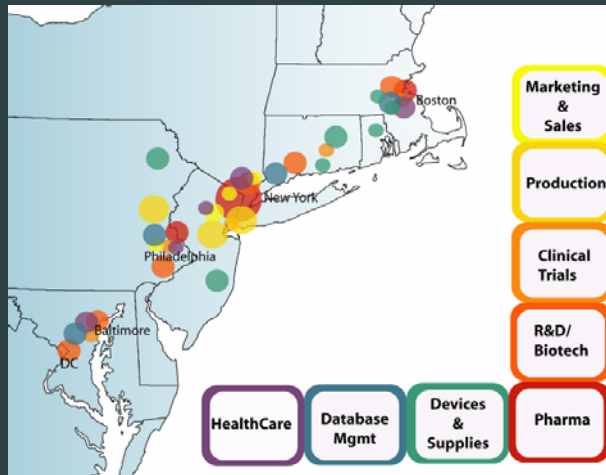 Boston
New York
Philadelphia
Baltimore
DC
Marketing
&
Sales
Production
Clinical
Trials
R&D/
Biotech
HealthCare
Database
Mgmt
Devices
&
Supplies
Pharma